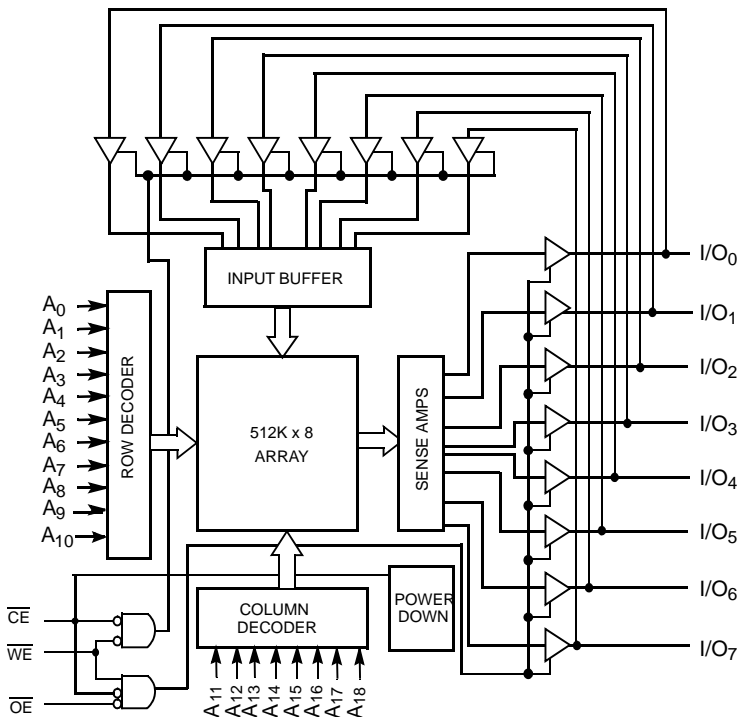 INPUT BUFFER
I/O0
I/O1
I/O2
I/O3
I/O4
I/O5
I/O6
I/O7
A0
A1
A2
A3
A4
A5
A6
A7
A8
A9
A10
ROW DECODER
512K x 8
ARRAY
SENSE AMPS
COLUMN
DECODER
POWER
DOWN
CE
WE
OE
A11
A12
A13
A14
A15
A16
A17
A18